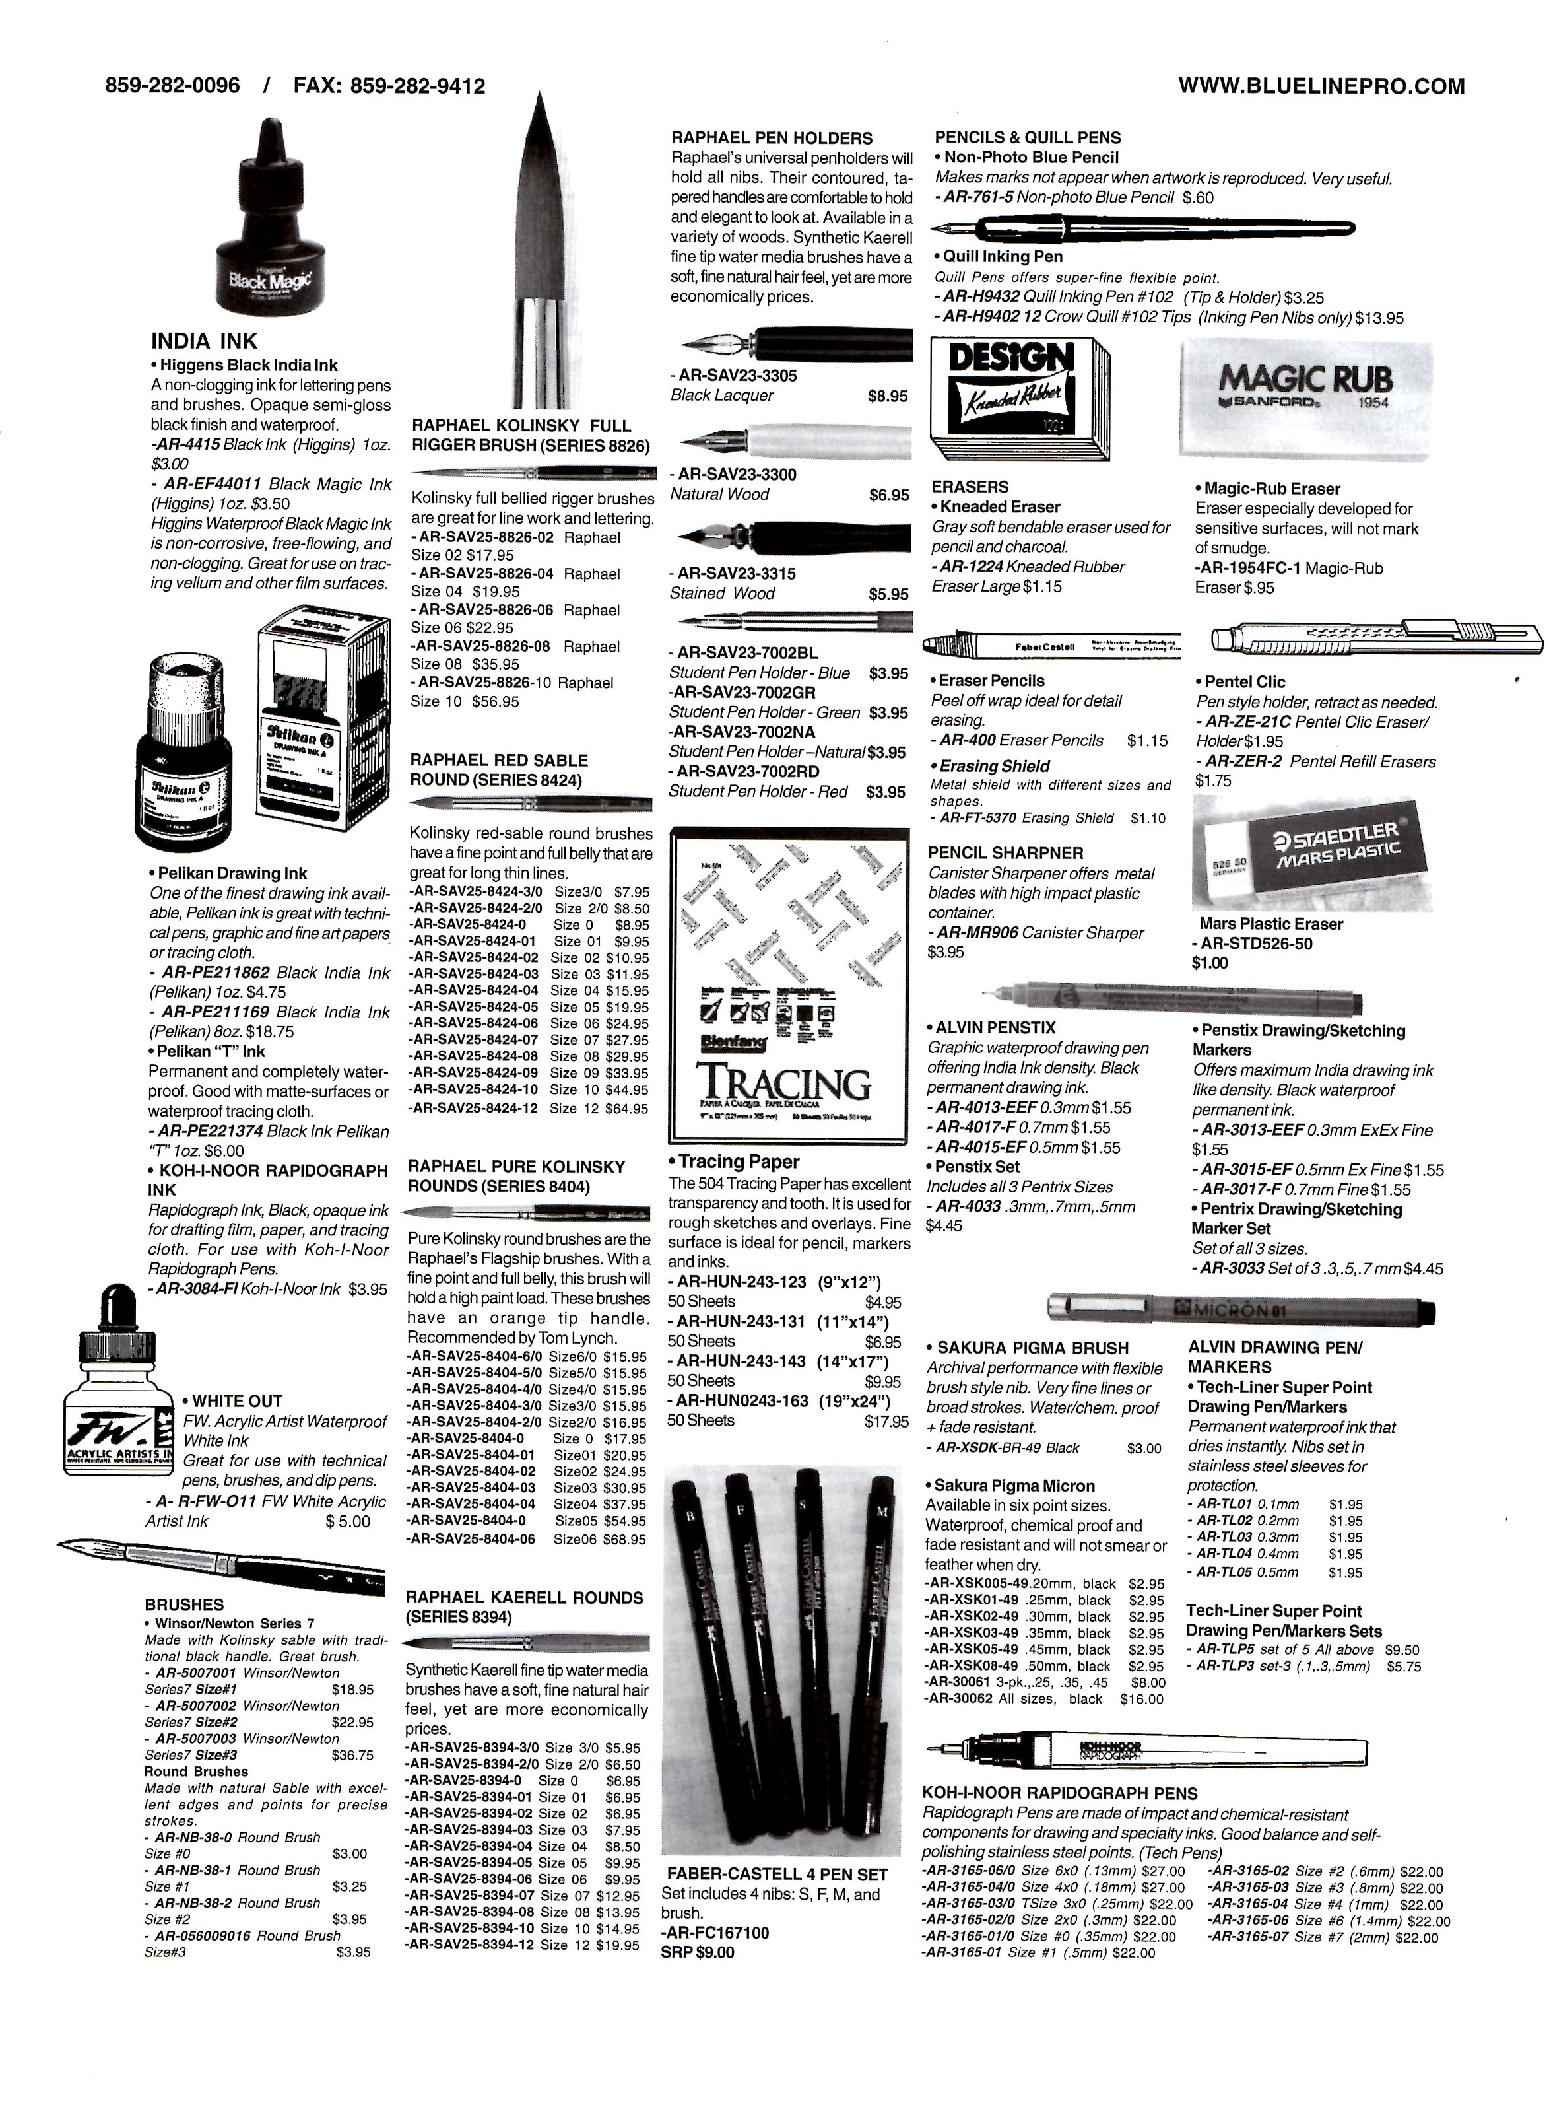 859-282-0096 / FAX: 859-282-9412
WWW.BLUELINEPRO.COM
Higgins
Black Magic
INDIA INK
• Higgens Black India Ink
A non-clogging ink for lettering pens
and brushes. Opaque semi-gloss
black finish and waterproof.
-AR-4415 Black Ink (Higgins) 1oz.
$3.00
- AR-EF44011 Black Magic Ink
(Higgins) 1oz. $3.50
Higgins Waterproof Black Magic Ink
is non-corrosive, free-flowing, and
non-clogging. Great for use on trac-
ing vellum and other film surfaces.
Pelikan
DRAWING INK A
Pelikan
DRAWING INK A
• Pelikan Drawing Ink
One of the finest drawing ink avail-
able, Pelikan ink is great with techni-
cal pens, graphic and fine art papers
or tracing cloth.
- AR-PE211862 Black India Ink
(Pelikan) 1oz. $4.75
- AR-PE211169 Black India Ink
(Pelikan) 8oz. $18.75
• Pelikan "T" Ink
Permanent and completely water-
proof. Good with matte-surfaces or
waterproof tracing cloth.
- AR-PE221374 Black Ink Pelikan
"T" 1oz. $6.00
• KOH-I-NOOR RAPIDOGRAPH
INK
Rapidograph Ink, Black, opaque ink
for drafting film, paper, and tracing
cloth. For use with Koh-I-Noor
Rapidograph Pens.
- AR-3084-FI Koh-I-Noor Ink $3.95
FW.
ACRYLIC ARTISTS IN
• WHITE OUT
FW. Acrylic Artist Waterproof
White Ink
Great for use with technical
pens, brushes, and dip pens.
- A- R-FW-O11 FW White Acrylic
Artist Ink $ 5.00
BRUSHES
• Winsor/Newton Series 7
Made with Kolinsky sable with tradi-
tional black handle. Great brush.
- AR-5007001 Winsor/Newton
Series7 Size#1 $18.95
- AR-5007002 Winsor/Newton
Series7 Size#2 $22.95
- AR-5007003 Winsor/Newton
Series7 Size#3 $36.75
Round Brushes
Made with natural Sable with excel-
lent edges and points for precise
strokes.
- AR-NB-38-0 Round Brush
Size #0 $3.00
- AR-NB-38-1 Round Brush
Size #1 $3.25
- AR-NB-38-2 Round Brush
Size #2 $3.95
- AR-056009016 Round Brush
Size#3 $3.95
RAPHAEL KOLINSKY FULL
RIGGER BRUSH (SERIES 8826)
Kolinsky full bellied rigger brushes
are great for line work and lettering.
- AR-SAV25-8826-02 Raphael
Size 02 $17.95
- AR-SAV25-8826-04 Raphael
Size 04 $19.95
- AR-SAV25-8826-06 Raphael
Size 06 $22.95
- AR-SAV25-8826-08 Raphael
Size 08 $35.95
- AR-SAV25-8826-10 Raphael
Size 10 $56.95
RAPHAEL RED SABLE
ROUND (SERIES 8424)
Kolinsky red-sable round brushes
have a fine point and full belly that are
great for long thin lines.
-AR-SAV25-8424-3/0 Size3/0 $7.95
-AR-SAV25-8424-2/0 Size 2/0 $8.50
-AR-SAV25-8424-0 Size 0 $8.95
-AR-SAV25-8424-01 Size 01 $9.95
-AR-SAV25-8424-02 Size 02 $10.95
-AR-SAV25-8424-03 Size 03 $11.95
-AR-SAV25-8424-04 Size 04 $15.95
-AR-SAV25-8424-05 Size 05 $19.95
-AR-SAV25-8424-06 Size 06 $24.95
-AR-SAV25-8424-07 Size 07 $27.95
-AR-SAV25-8424-08 Size 08 $29.95
-AR-SAV25-8424-09 Size 09 $33.95
-AR-SAV25-8424-10 Size 10 $44.95
-AR-SAV25-8424-12 Size 12 $64.95
RAPHAEL PURE KOLINSKY
ROUNDS (SERIES 8404)
Pure Kolinsky round brushes are the
Raphael's Flagship brushes. With a
fine point and full belly, this brush will
hold a high paint load. These brushes
have an orange tip handle.
Recommended by Tom Lynch.
-AR-SAV25-8404-6/0 Size6/0 $15.95
-AR-SAV25-8404-5/0 Size5/0 $15.95
-AR-SAV25-8404-4/0 Size4/0 $15.95
-AR-SAV25-8404-3/0 Size3/0 $15.95
-AR-SAV25-8404-2/0 Size2/0 $16.95
-AR-SAV25-8404-0 Size 0 $17.95
-AR-SAV25-8404-01 Size01 $20.95
-AR-SAV25-8404-02 Size02 $24.95
-AR-SAV25-8404-03 Size03 $30.95
-AR-SAV25-8404-04 Size04 $37.95
-AR-SAV25-8404-0 Size05 $54.95
-AR-SAV25-8404-06 Size06 $68.95
RAPHAEL KAERELL ROUNDS
(SERIES 8394)
Synthetic Kaerell fine tip water media
brushes have a soft, fine natural hair
feel, yet are more economically
prices.
-AR-SAV25-8394-3/0 Size 3/0 $5.95
-AR-SAV25-8394-2/0 Size 2/0 $6.50
-AR-SAV25-8394-0 Size 0 $6.95
-AR-SAV25-8394-01 Size 01 $6.95
-AR-SAV25-8394-02 Size 02 $6.95
-AR-SAV25-8394-03 Size 03 $7.95
-AR-SAV25-8394-04 Size 04 $8.50
-AR-SAV25-8394-05 Size 05 $9.95
-AR-SAV25-8394-06 Size 06 $9.95
-AR-SAV25-8394-07 Size 07 $12.95
-AR-SAV25-8394-08 Size 08 $13.95
-AR-SAV25-8394-10 Size 10 $14.95
-AR-SAV25-8394-12 Size 12 $19.95
RAPHAEL PEN HOLDERS
Raphael's universal penholders will
hold all nibs. Their contoured, ta-
pered handles are comfortable to hold
and elegant to look at. Available in a
variety of woods. Synthetic Kaerell
fine tip water media brushes have a
soft, fine natural hair feel, yet are more
economically prices.
- AR-SAV23-3305
Black Lacquer $8.95
- AR-SAV23-3300
Natural Wood $6.95
- AR-SAV23-3315
Stained Wood $5.95
- AR-SAV23-7002BL
Student Pen Holder - Blue $3.95
-AR-SAV23-7002GR
Student Pen Holder - Green $3.95
-AR-SAV23-7002NA
Student Pen Holder –Natural $3.95
- AR-SAV23-7002RD
Student Pen Holder - Red $3.95
No. 504
Bienfang
TRACING
• Tracing Paper
The 504 Tracing Paper has excellent
transparency and tooth. It is used for
rough sketches and overlays. Fine
surface is ideal for pencil, markers
and inks.
- AR-HUN-243-123 (9"x12")
50 Sheets $4.95
- AR-HUN-243-131 (11"x14")
50 Sheets $6.95
- AR-HUN-243-143 (14"x17")
50 Sheets $9.95
- AR-HUN0243-163 (19"x24")
50 Sheets $17.95
B F S M
FABER-CASTELL
FABER-CASTELL
FABER-CASTELL
FABER-CASTELL
FABER-CASTELL 4 PEN SET
Set includes 4 nibs: S, F, M, and
brush.
-AR-FC167100
SRP $9.00
PENCILS & QUILL PENS
• Non-Photo Blue Pencil
Makes marks not appear when artwork is reproduced. Very useful.
- AR-761-5 Non-photo Blue Pencil $.60
• Quill Inking Pen
Quill Pens offers super-fine flexible point.
- AR-H9432 Quill Inking Pen #102 (Tip & Holder) $3.25
- AR-H9402 12 Crow Quill #102 Tips (Inking Pen Nibs only) $13.95
DESIGN
Kneaded Rubber
1224
MAGIC RUB
SANFORD® 1954
ERASERS
• Kneaded Eraser
Gray soft bendable eraser used for
pencil and charcoal.
- AR-1224 Kneaded Rubber
Eraser Large $1.15
• Magic-Rub Eraser
Eraser especially developed for
sensitive surfaces, will not mark
of smudge.
-AR-1954FC-1 Magic-Rub
Eraser $.95
Faber Castell
• Eraser Pencils
Peel off wrap ideal for detail
erasing.
- AR-400 Eraser Pencils $1.15
• Erasing Shield
Metal shield with different sizes and
shapes.
- AR-FT-5370 Erasing Shield $1.10
PENCIL SHARPNER
Canister Sharpener offers metal
blades with high impact plastic
container.
- AR-MR906 Canister Sharper
$3.95
• Pentel Clic
Pen style holder, retract as needed.
- AR-ZE-21C Pentel Clic Eraser/
Holder $1.95
- AR-ZER-2 Pentel Refill Erasers
$1.75
526 50
GERMANY
STAEDTLER®
MARS PLASTIC
Mars Plastic Eraser
- AR-STD526-50
$1.00
• ALVIN PENSTIX
Graphic waterproof drawing pen
offering India Ink density. Black
permanent drawing ink.
- AR-4013-EEF 0.3mm $1.55
- AR-4017-F 0.7mm $1.55
- AR-4015-EF 0.5mm $1.55
• Penstix Set
Includes all 3 Pentrix Sizes
- AR-4033 .3mm,.7mm,.5mm
$4.45
• Penstix Drawing/Sketching
Markers
Offers maximum India drawing ink
like density. Black waterproof
permanent ink.
- AR-3013-EEF 0.3mm ExEx Fine
$1.55
- AR-3015-EF 0.5mm Ex Fine $1.55
- AR-3017-F 0.7mm Fine $1.55
• Pentrix Drawing/Sketching
Marker Set
Set of all 3 sizes.
- AR-3033 Set of 3 .3,.5,.7mm $4.45
MICRON 01
• SAKURA PIGMA BRUSH
Archival performance with flexible
brush style nib. Very fine lines or
broad strokes. Water/chem. proof
+ fade resistant.
- AR-XSDK-BR-49 Black $3.00
• Sakura Pigma Micron
Available in six point sizes.
Waterproof, chemical proof and
fade resistant and will not smear or
feather when dry.
-AR-XSK005-49.20mm, black $2.95
-AR-XSK01-49 .25mm, black $2.95
-AR-XSK02-49 .30mm, black $2.95
-AR-XSK03-49 .35mm, black $2.95
-AR-XSK05-49 .45mm, black $2.95
-AR-XSK08-49 .50mm, black $2.95
-AR-30061 3-pk.,.25, .35, .45 $8.00
-AR-30062 All sizes, black $16.00
ALVIN DRAWING PEN/
MARKERS
• Tech-Liner Super Point
Drawing Pen/Markers
Permanent waterproof ink that
dries instantly. Nibs set in
stainless steel sleeves for
protection.
- AR-TL01 0.1mm $1.95
- AR-TL02 0.2mm $1.95
- AR-TL03 0.3mm $1.95
- AR-TL04 0.4mm $1.95
- AR-TL05 0.5mm $1.95
Tech-Liner Super Point
Drawing Pen/Markers Sets
- AR-TLP5 set of 5 All above $9.50
- AR-TLP3 set-3 (.1,.3,.5mm) $5.75
KOH-I-NOOR
RAPIDOGRAPH
KOH-I-NOOR RAPIDOGRAPH PENS
Rapidograph Pens are made of impact and chemical-resistant
components for drawing and specialty inks. Good balance and self-
polishing stainless steel points. (Tech Pens)
-AR-3165-06/0 Size 6x0 (.13mm) $27.00
-AR-3165-04/0 Size 4x0 (.18mm) $27.00
-AR-3165-03/0 TSize 3x0 (.25mm) $22.00
-AR-3165-02/0 Size 2x0 (.3mm) $22.00
-AR-3165-01/0 Size #0 (.35mm) $22.00
-AR-3165-01 Size #1 (.5mm) $22.00
-AR-3165-02 Size #2 (.6mm) $22.00
-AR-3165-03 Size #3 (.8mm) $22.00
-AR-3165-04 Size #4 (1mm) $22.00
-AR-3165-06 Size #6 (1.4mm) $22.00
-AR-3165-07 Size #7 (2mm) $22.00